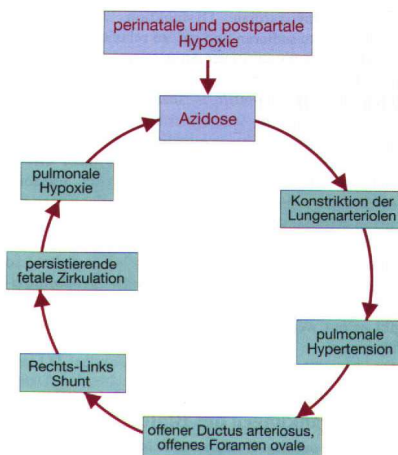 perinatale und postpartale
Hypoxie
Azidose
Konstriktion der
Lungenarteriolen
pulmonale
Hypertension
offener Ductus arteriosus,
offenes Foramen ovale
Rechts-Links
Shunt
persistierende
fetale Zirkulation
pulmonale
Hypoxie